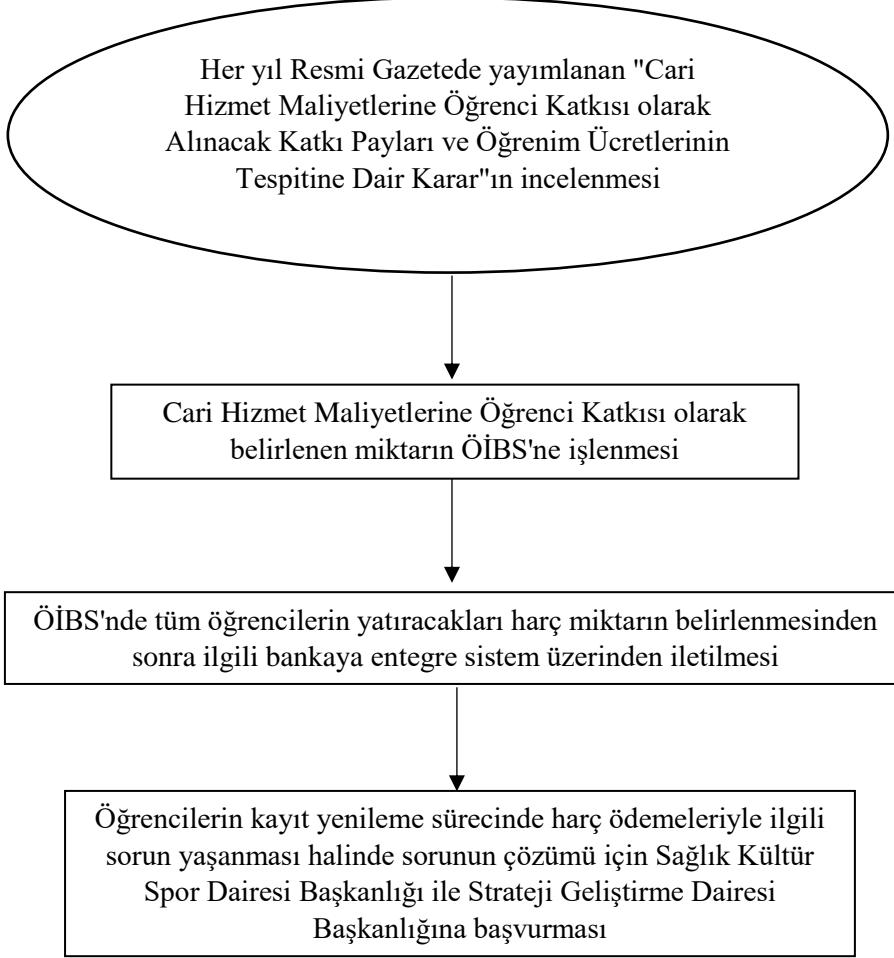 Her yıl Resmi Gazetede yayımlanan "Cari
Hizmet Maliyetlerine Öğrenci Katkısı olarak
Alınacak Katkı Payları ve Öğrenim Ücretlerinin
Tespitine Dair Karar"ın incelenmesi
Cari Hizmet Maliyetlerine Öğrenci Katkısı olarak
belirlenen miktarın ÖİBS'ne işlenmesi
ÖİBS'nde tüm öğrencilerin yatıracakları harç miktarın belirlenmesinden
sonra ilgili bankaya entegre sistem üzerinden iletilmesi
Öğrencilerin kayıt yenileme sürecinde harç ödemeleriyle ilgili
sorun yaşanması halinde sorunun çözümü için Sağlık Kültür
Spor Dairesi Başkanlığı ile Strateji Geliştirme Dairesi
Başkanlığına başvurması